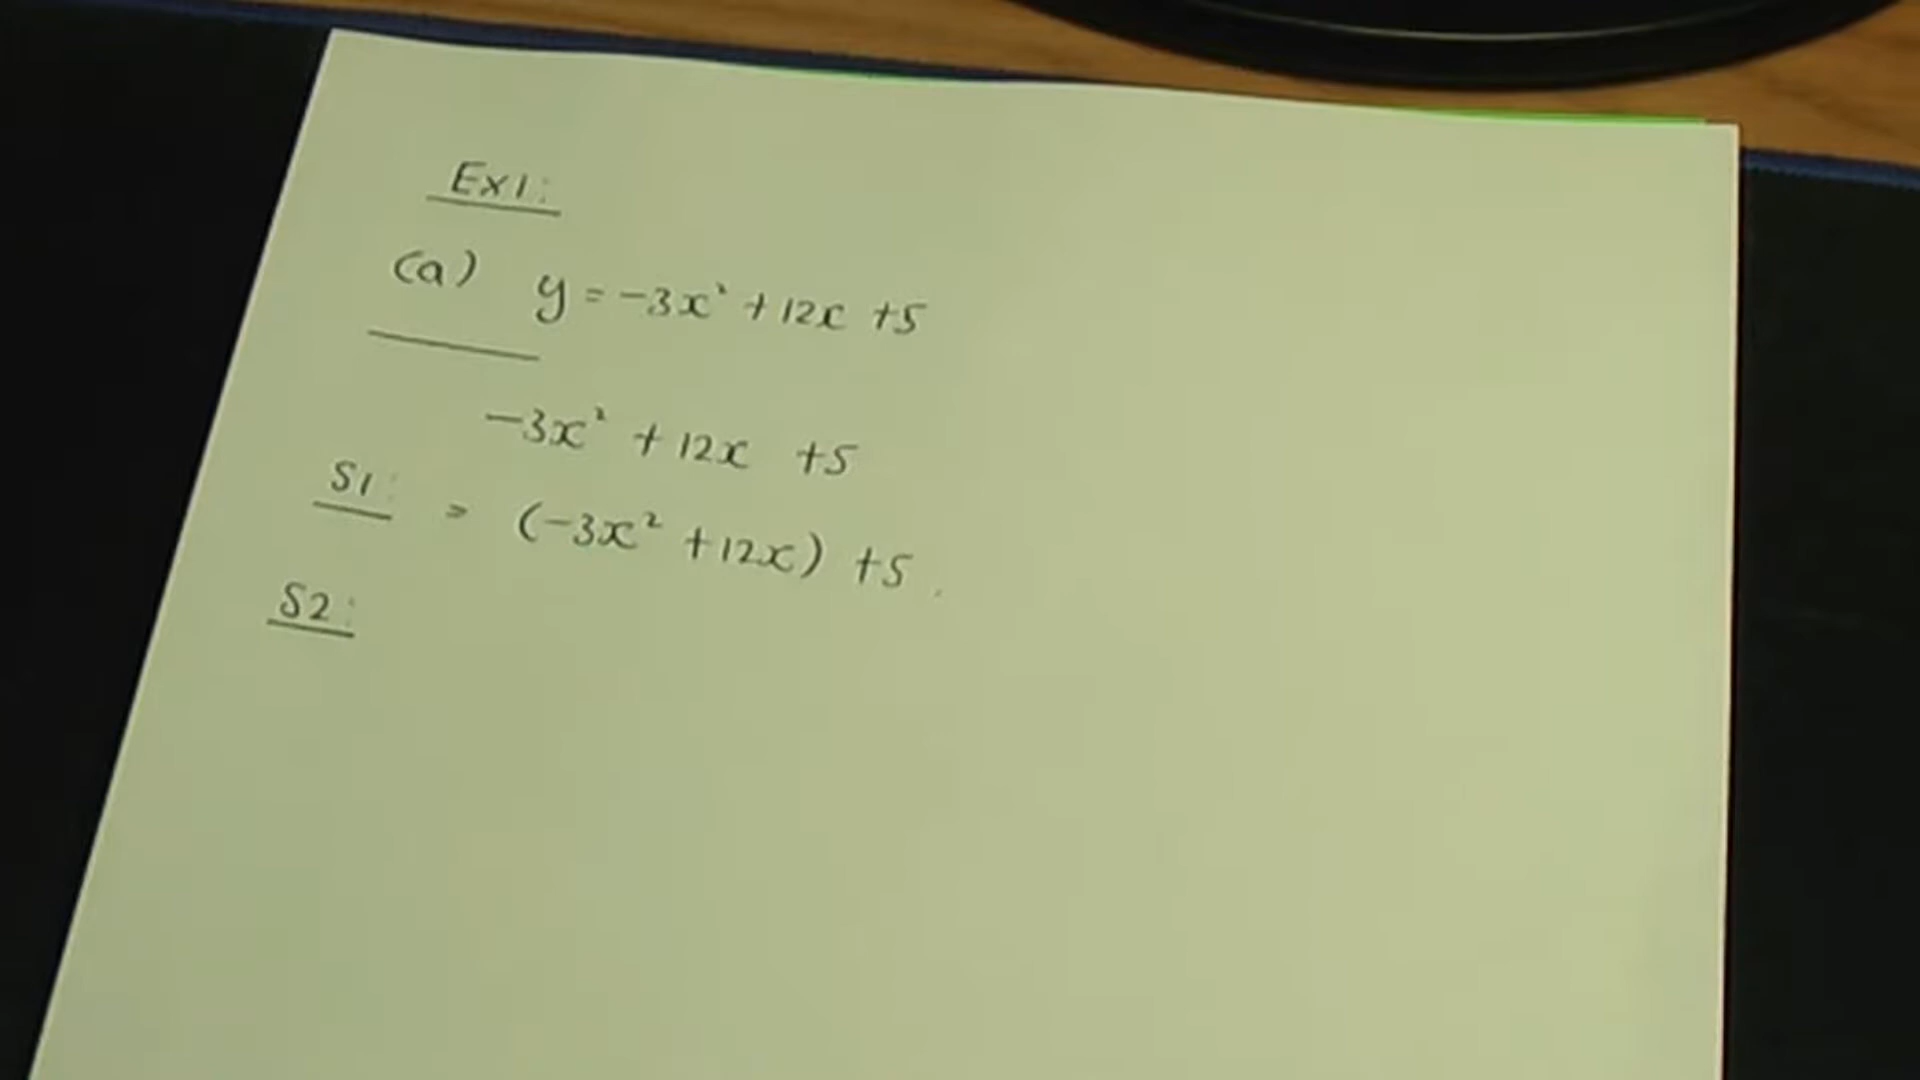 Ex1:
(a) y = -3x² + 12x + 5
-3x² + 12x + 5
S1: = (-3x² + 12x) + 5.
S2: